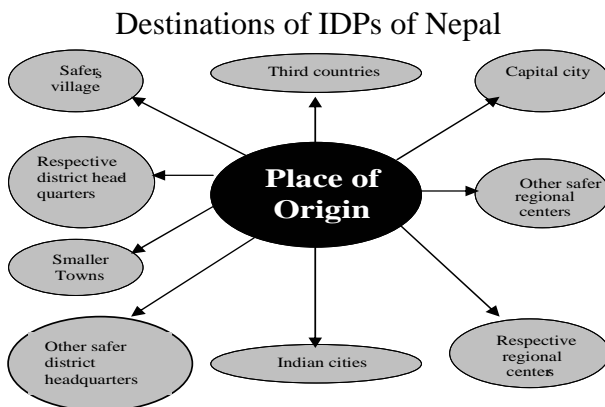 Destinations of IDPs of Nepal
Safer
village
s
Third countries
Capital city
Respective
district head
quarters
Place of
Origin
Other safer
regional
centers
Smaller
Towns
Other safer
district
headquarters
Indian cities
Respective
regional
centers